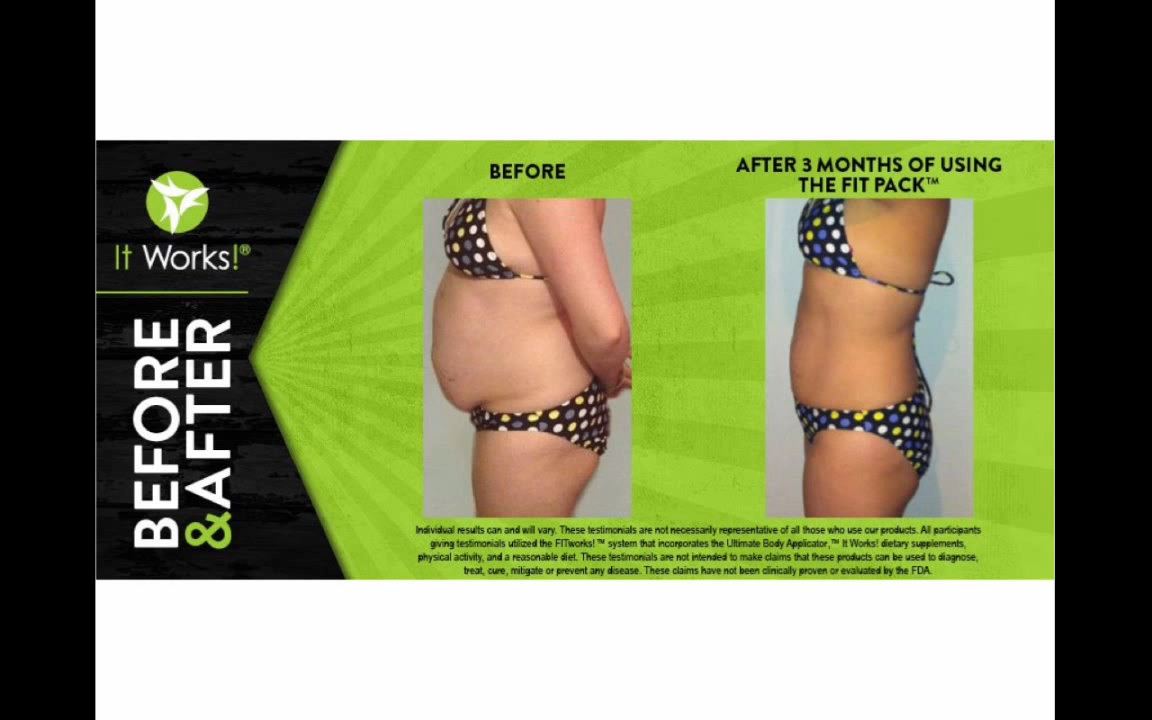 It Works!®
BEFORE
&AFTER
BEFORE
AFTER 3 MONTHS OF USING
THE FIT PACK™
Individual results can and will vary. These testimonials are not necessarily representative of all those who use our products. All participants
giving testimonials utilized the FITworks!™ system that incorporates the Ultimate Body Applicator,™ It Works! dietary supplements,
physical activity, and a reasonable diet. These testimonials are not intended to make claims that these products can be used to diagnose,
treat, cure, mitigate or prevent any disease. These claims have not been clinically proven or evaluated by the FDA.